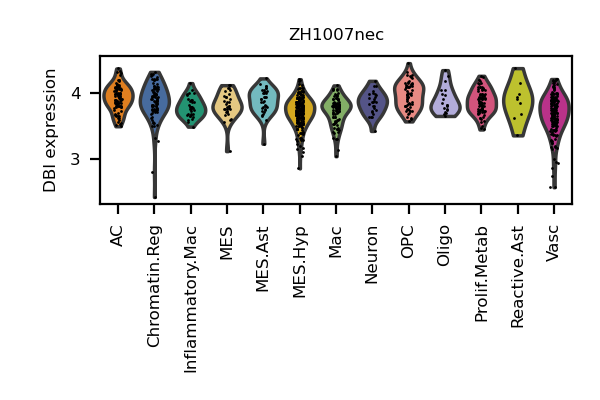 ZH1007nec
DBI expression
4
3
AC
Chromatin.Reg
Inflammatory.Mac
MES
MES.Ast
MES.Hyp
Mac
Neuron
OPC
Oligo
Prolif.Metab
Reactive.Ast
Vasc